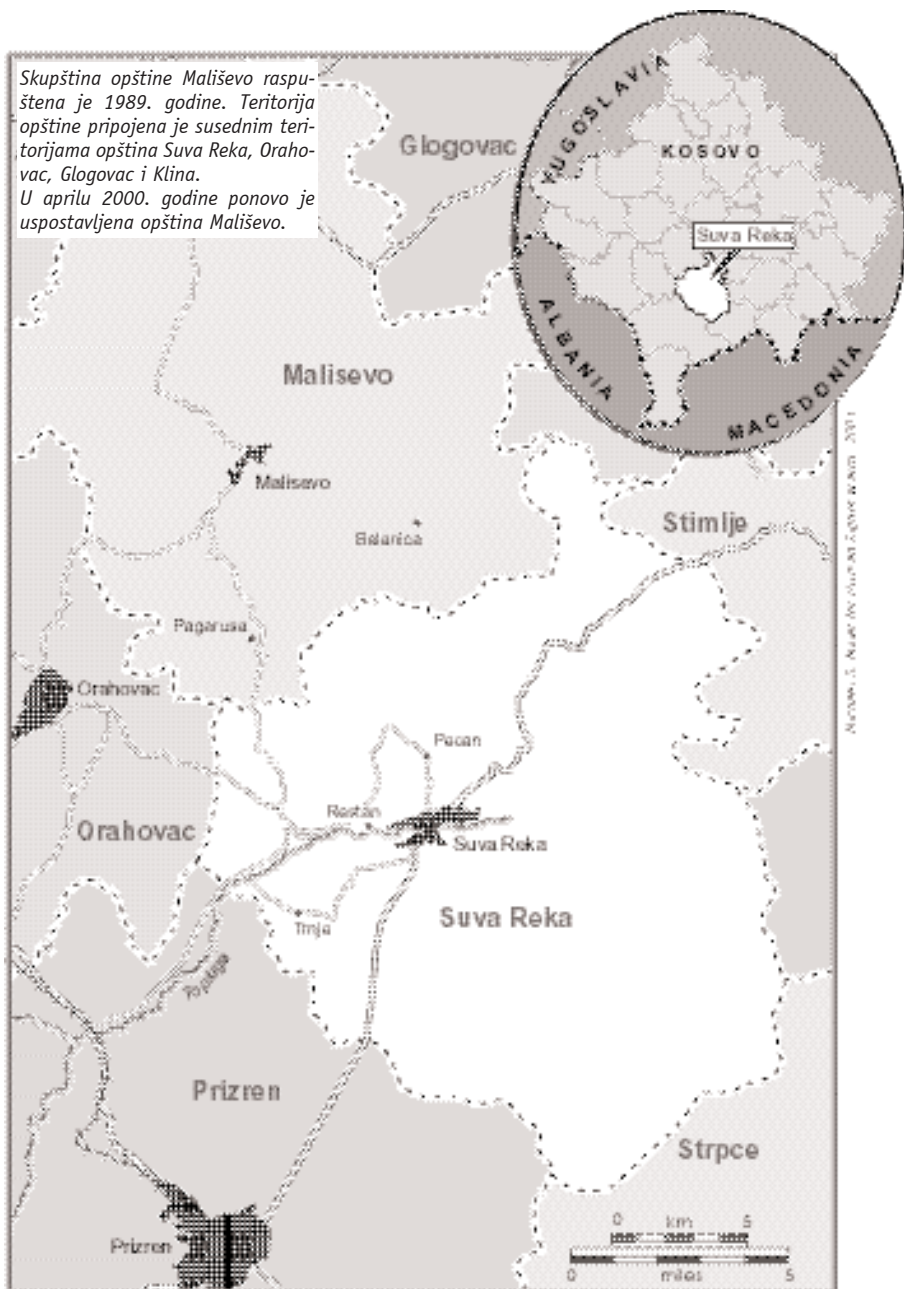 Skupština opštine Mališevo raspu-
štena je 1989. godine. Teritorija
opštine pripojena je susednim teri-
torijama opština Suva Reka, Oraho-
vac, Glogovac i Klina.
U aprilu 2000. godine ponovo je
uspostavljena opština Mališevo.
YUGOSLAVIA
KOSOVO
Suva Reka
ALBANIA
MACEDONIA
Glogovac
Malisevo
Malisevo
Belanica
Stimlje
Pagarusa
Orahovac
Pecan
Restan
Orahovac
Suva Reka
Suva Reka
Trnje
Topluga
Prizren
Strpce
Prizren
0 km 5
0 miles 5